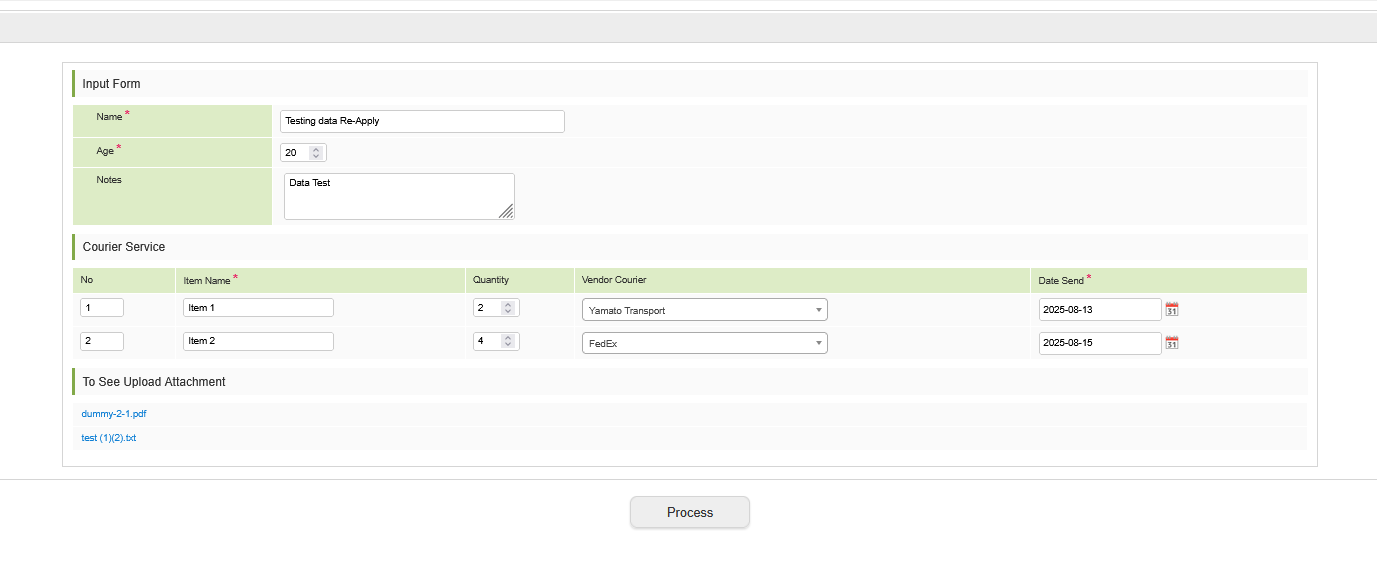 Input Form
Name * Testing data Re-Apply
Age * 20
Notes Data Test
Courier Service
No Item Name * Quantity Vendor Courier Date Send *
1 Item 1 2 Yamato Transport 2025-08-13 31
2 Item 2 4 FedEx 2025-08-15 31
To See Upload Attachment
dummy-2-1.pdf
test (1)(2).txt
Process